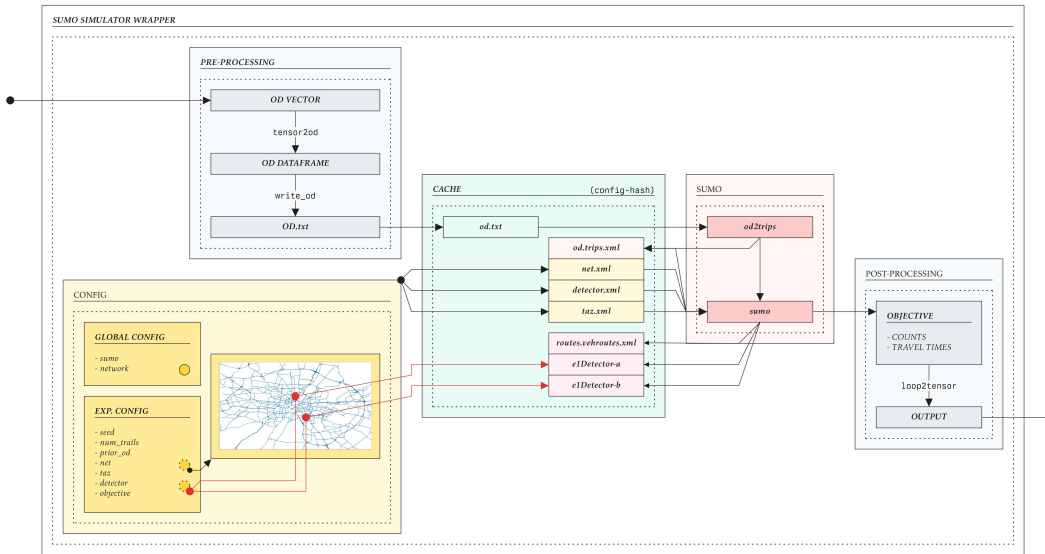 SUMO SIMULATOR WRAPPER
PRE-PROCESSING
OD VECTOR
tensor2od
OD DATAFRAME
write_od
OD.txt
CACHE
(config-hash)
od.txt
od.trips.xml
net.xml
detector.xml
taz.xml
routes.vehroutes.xml
e1Detector-a
e1Detector-b
SUMO
od2trips
sumo
POST-PROCESSING
OBJECTIVE
- COUNTS
- TRAVEL TIMES
loop2tensor
OUTPUT
CONFIG
GLOBAL CONFIG
- sumo
- network
EXP. CONFIG
- seed
- num_trails
- prior_od
- net
- taz
- detector
- objective